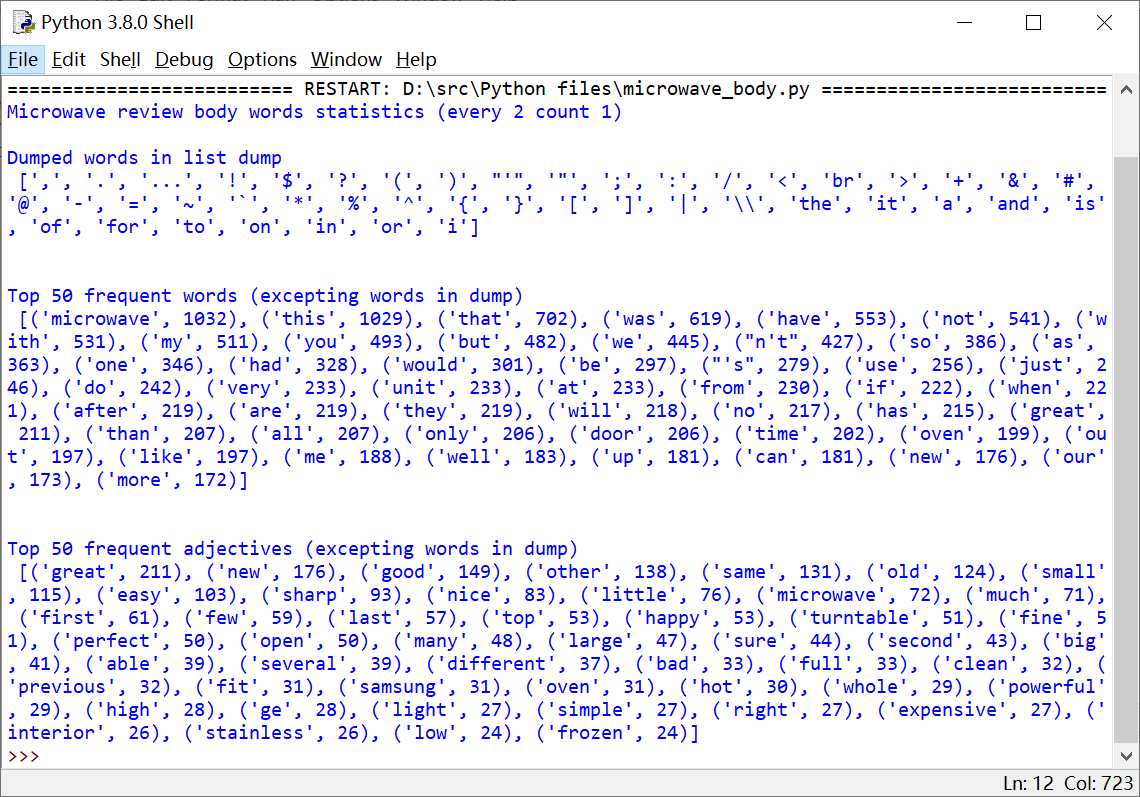 Python 3.8.0 Shell
File Edit Shell Debug Options Window Help
========================== RESTART: D:\src\Python files\microwave_body.py ==========================
Microwave review body words statistics (every 2 count 1)
Dumped words in list dump
[',', '.', '...', '!', '$', '?', '(', ')', "'", '"', ';', ':', '/', '<', 'br', '>', '+', '&', '#',
'@', '-', '=', '~', '`', '*', '%', '^', '{', '}', '[', ']', '|', '\\', 'the', 'it', 'a', 'and', 'is'
, 'of', 'for', 'to', 'on', 'in', 'or', 'i']
Top 50 frequent words (excepting words in dump)
[('microwave', 1032), ('this', 1029), ('that', 702), ('was', 619), ('have', 553), ('not', 541), ('w
ith', 531), ('my', 511), ('you', 493), ('but', 482), ('we', 445), ("n't", 427), ('so', 386), ('as',
363), ('one', 346), ('had', 328), ('would', 301), ('be', 297), ("'s", 279), ('use', 256), ('just', 2
46), ('do', 242), ('very', 233), ('unit', 233), ('at', 233), ('from', 230), ('if', 222), ('when', 22
1), ('after', 219), ('are', 219), ('they', 219), ('will', 218), ('no', 217), ('has', 215), ('great',
211), ('than', 207), ('all', 207), ('only', 206), ('door', 206), ('time', 202), ('oven', 199), ('ou
t', 197), ('like', 197), ('me', 188), ('well', 183), ('up', 181), ('can', 181), ('new', 176), ('our'
, 173), ('more', 172)]
Top 50 frequent adjectives (excepting words in dump)
[('great', 211), ('new', 176), ('good', 149), ('other', 138), ('same', 131), ('old', 124), ('small'
, 115), ('easy', 103), ('sharp', 93), ('nice', 83), ('little', 76), ('microwave', 72), ('much', 71),
('first', 61), ('few', 59), ('last', 57), ('top', 53), ('happy', 53), ('turntable', 51), ('fine', 5
1), ('perfect', 50), ('open', 50), ('many', 48), ('large', 47), ('sure', 44), ('second', 43), ('big'
, 41), ('able', 39), ('several', 39), ('different', 37), ('bad', 33), ('full', 33), ('clean', 32), (
'previous', 32), ('fit', 31), ('samsung', 31), ('oven', 31), ('hot', 30), ('whole', 29), ('powerful'
, 29), ('high', 28), ('ge', 28), ('light', 27), ('simple', 27), ('right', 27), ('expensive', 27), ('
interior', 26), ('stainless', 26), ('low', 24), ('frozen', 24)]
>>>
Ln: 12 Col: 723